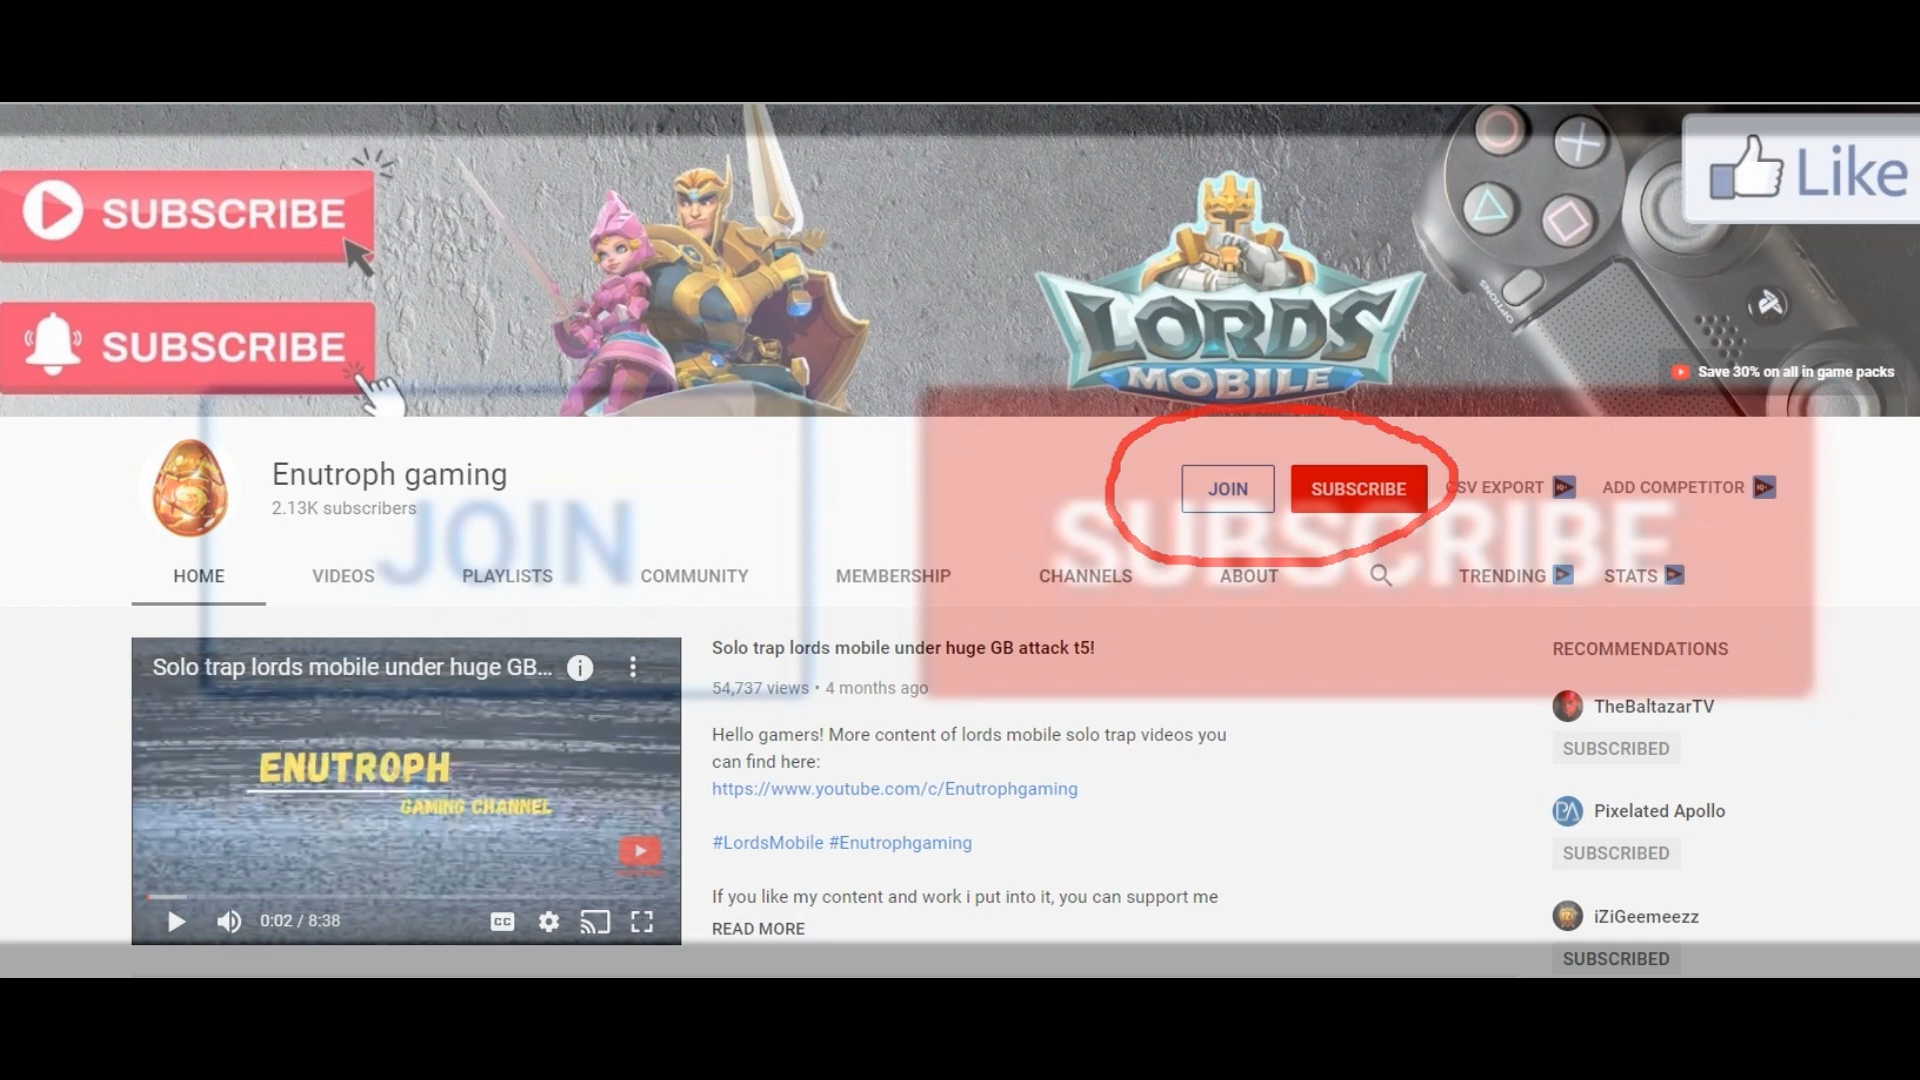 SUBSCRIBE
SUBSCRIBE
LORDS
MOBILE
OPTIONS
Like
Save 30% on all in game packs
Enutroph gaming
2.13K subscribers
JOIN
SUBSCRIBE
CSV EXPORT
ADD COMPETITOR
JOIN
SUBSCRIBE
HOME
VIDEOS
PLAYLISTS
COMMUNITY
MEMBERSHIP
CHANNELS
ABOUT
TRENDING
STATS
Solo trap lords mobile under huge GB...
ENUTROPH
GAMING CHANNEL
0:02 / 8:38
CC
Solo trap lords mobile under huge GB attack t5!
54,737 views • 4 months ago
Hello gamers! More content of lords mobile solo trap videos you
can find here:
https://www.youtube.com/c/Enutrophgaming
#LordsMobile #Enutrophgaming
If you like my content and work i put into it, you can support me
READ MORE
RECOMMENDATIONS
TheBaltazarTV
SUBSCRIBED
PA
Pixelated Apollo
SUBSCRIBED
iZi
iZiGeemeezz
SUBSCRIBED